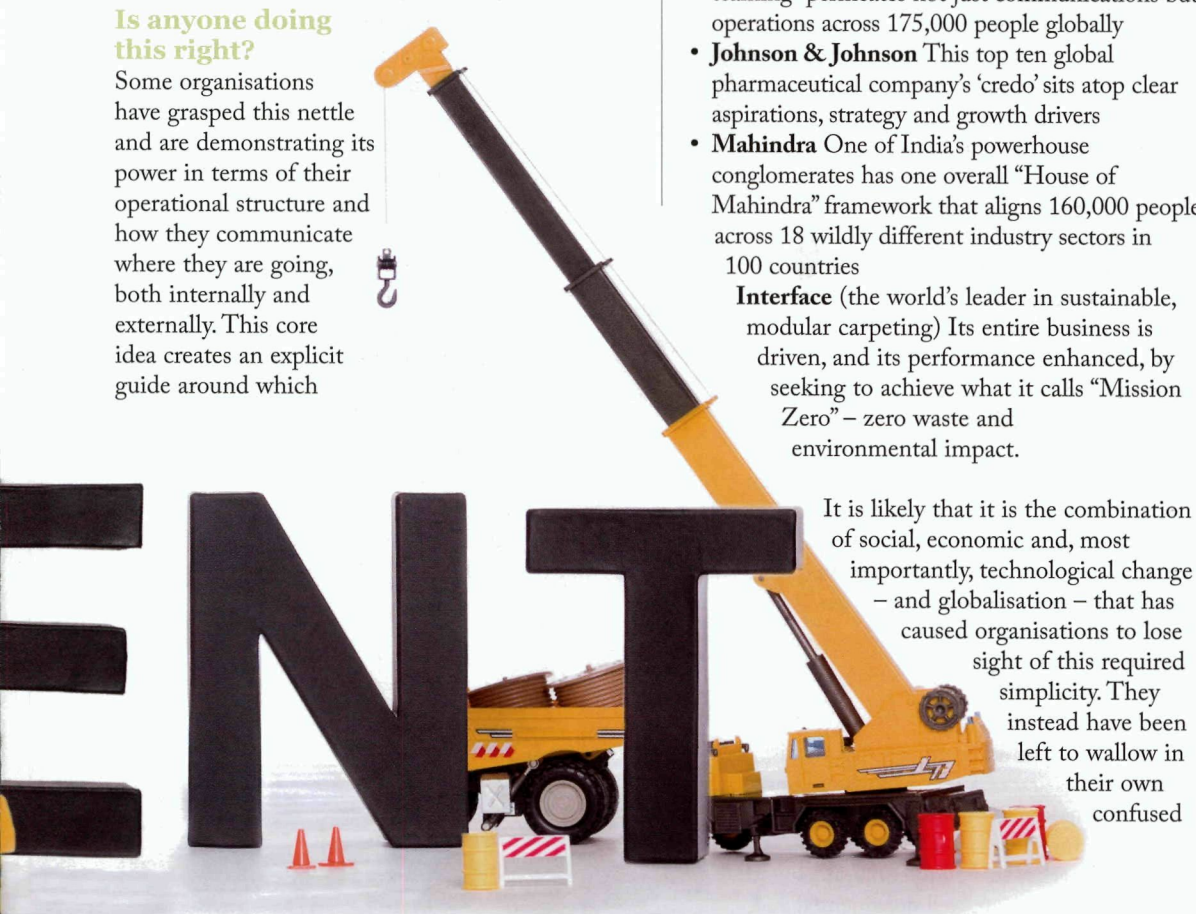 Is anyone doing
this right?
Some organisations
have grasped this nettle
and are demonstrating its
power in terms of their
operational structure and
how they communicate
where they are going,
both internally and
externally. This core
idea creates an explicit
guide around which
operations across 175,000 people globally
• Johnson & Johnson This top ten global
pharmaceutical company's ‘credo’ sits atop clear
aspirations, strategy and growth drivers
• Mahindra One of India's powerhouse
conglomerates has one overall “House of
Mahindra” framework that aligns 160,000 people
across 18 wildly different industry sectors in
100 countries
Interface (the world's leader in sustainable,
modular carpeting) Its entire business is
driven, and its performance enhanced, by
seeking to achieve what it calls “Mission
Zero” – zero waste and
environmental impact.
It is likely that it is the combination
of social, economic and, most
importantly, technological change
– and globalisation – that has
caused organisations to lose
sight of this required
simplicity. They
instead have been
left to wallow in
their own
confused
ENT